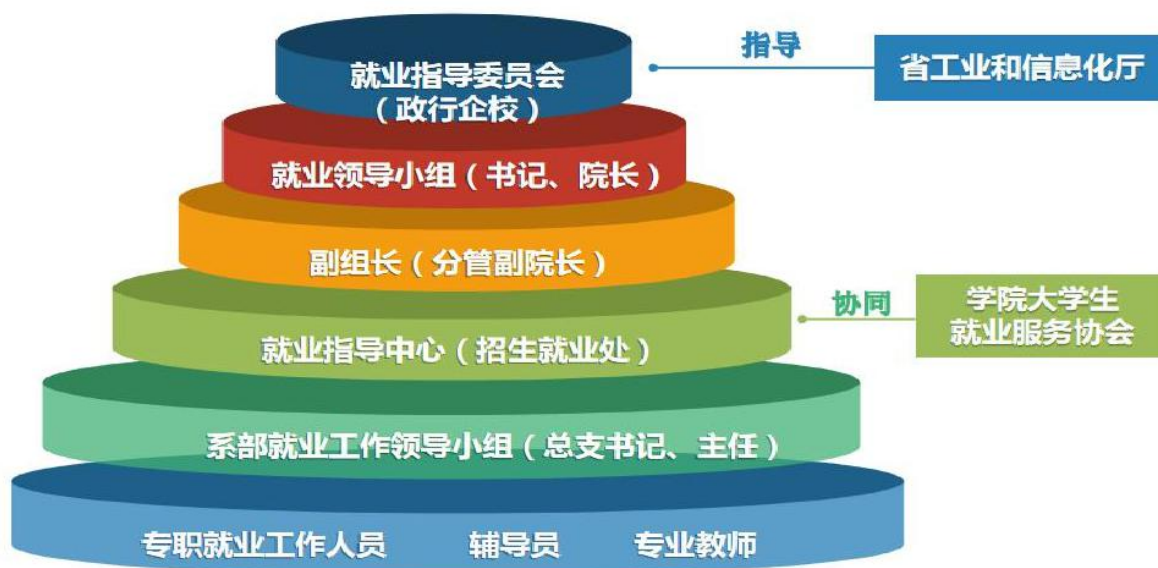 就业指导委员会
（政行企校）
指导
省工业和信息化厅
就业领导小组（书记、院长）
副组长（分管副院长）
就业指导中心（招生就业处）
协同
学院大学生
就业服务协会
系部就业工作领导小组（总支书记、主任）
专职就业工作人员 辅导员 专业教师